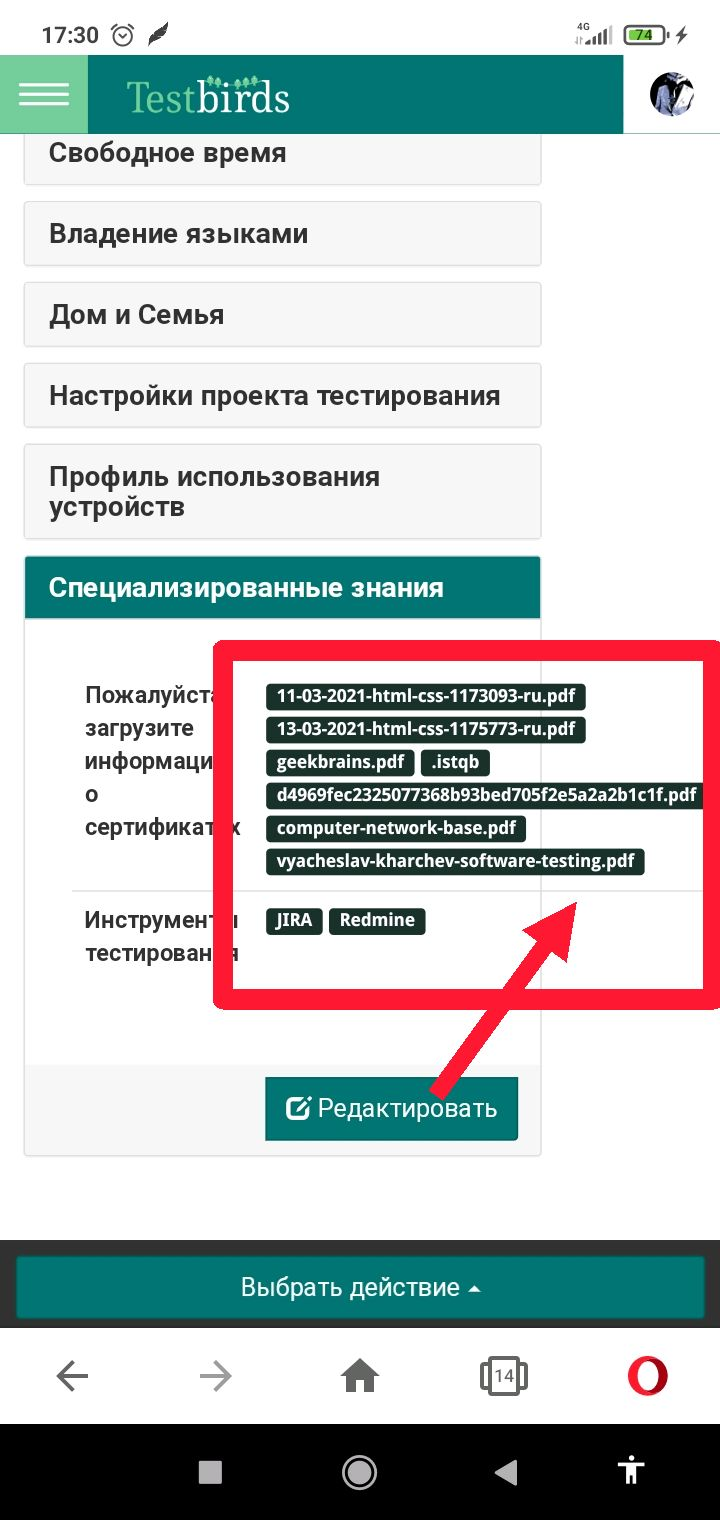 17:30
4G
74
Testbirds
Свободное время
Владение языками
Дом и Семья
Настройки проекта тестирования
Профиль использования
устройств
Специализированные знания
Пожалуйста
загрузите
информаци
о
сертификатах
11-03-2021-html-css-1173093-ru.pdf
13-03-2021-html-css-1175773-ru.pdf
geekbrains.pdf .istqb
d4969fec2325077368b93bed705f2e5a2a2b1c1f.pdf
computer-network-base.pdf
vyacheslav-kharchev-software-testing.pdf
Инструменты
тестирования
JIRA Redmine
Редактировать
Выбрать действие
14